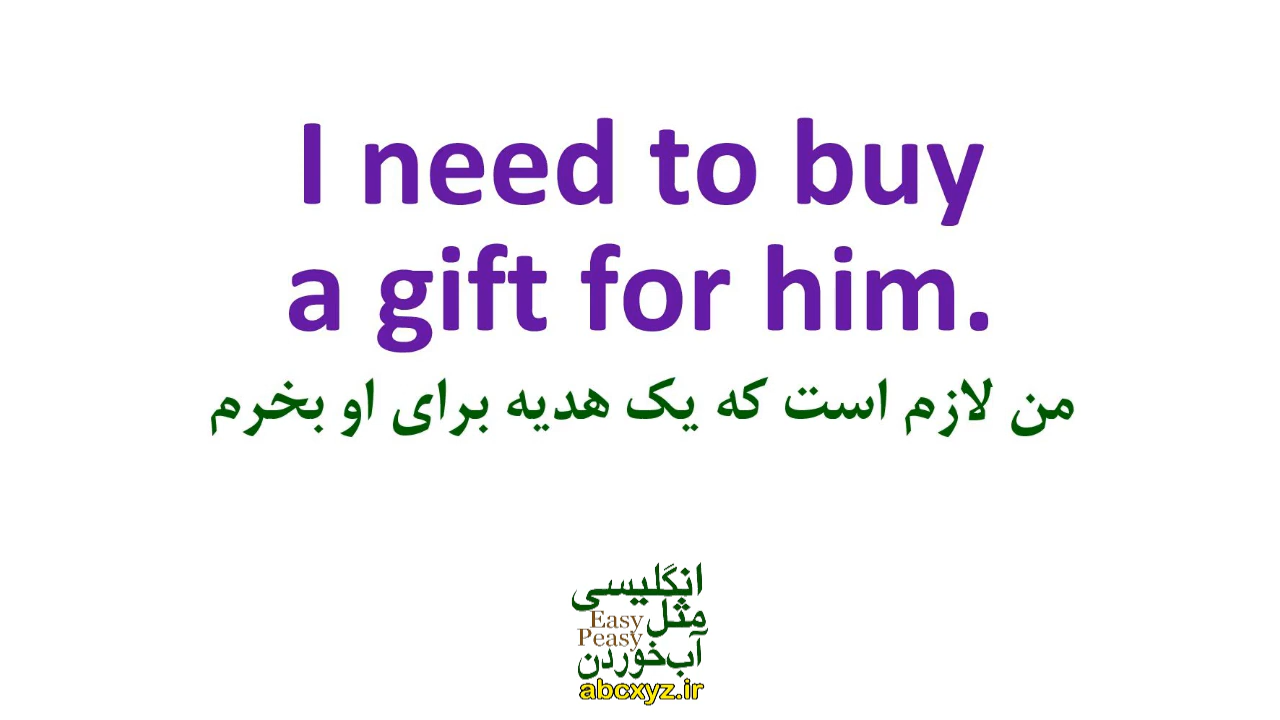 I need to buy
a gift for him.
من لازم است که یک هدیه برای او بخرم
انگلیسی
مثل
Easy
Peasy
آب‌خوردن
abcxyz.ir